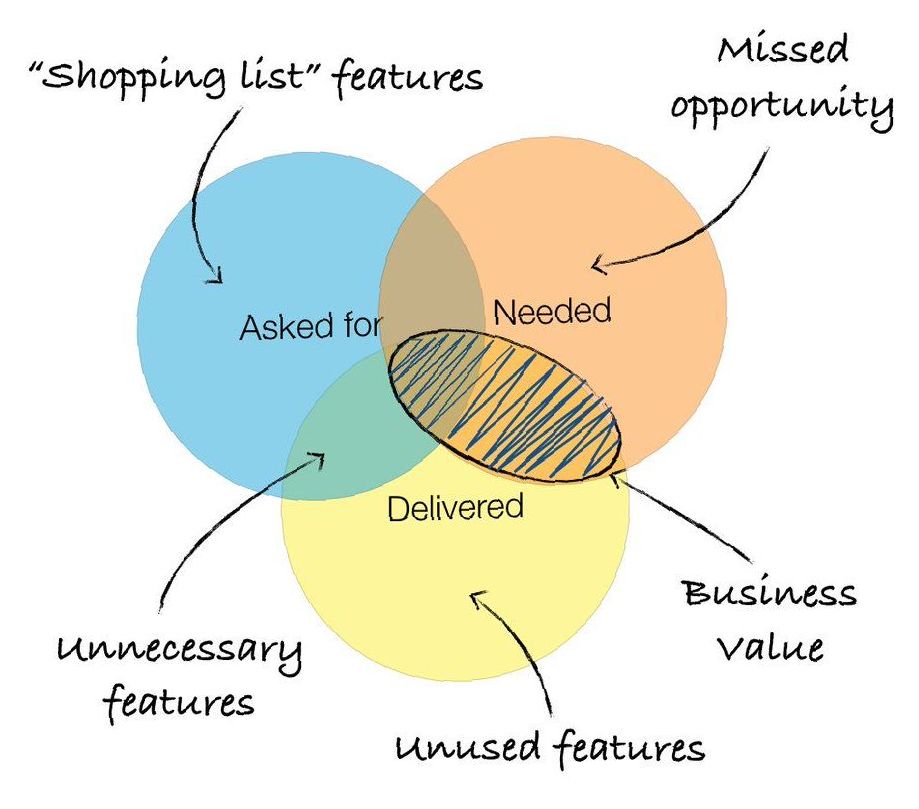 "Shopping list" features
Missed
opportunity
Asked for
Needed
Delivered
Business
Value
Unnecessary
features
Unused features